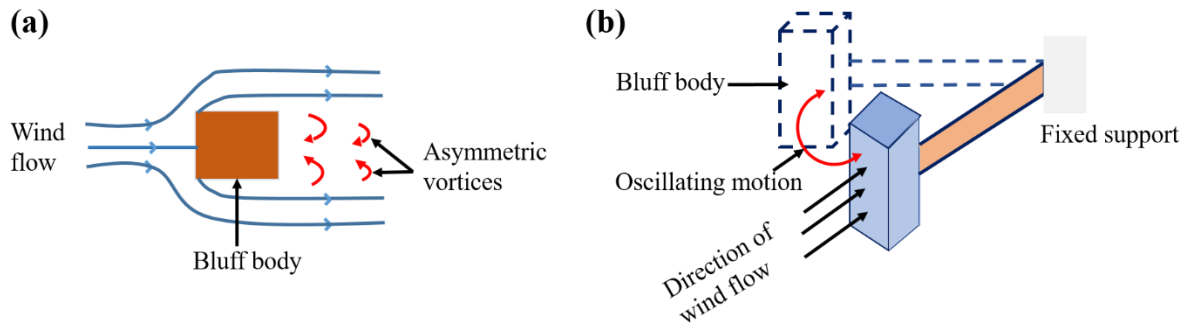 (a)
Wind
flow
Asymmetric
vortices
Bluff body
(b)
Bluff body
Fixed support
Oscillating motion
Direction of
wind flow